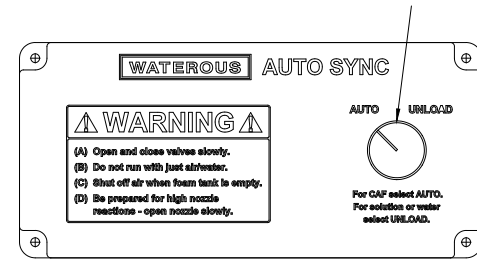 WATEROUS AUTO SYNC
AUTO UNLOAD
WARNING
(A) Open and close valves slowly.
(B) Do not run with just air/water.
(C) Shut off air when foam tank is empty.
(D) Be prepared for high nozzle
reactions - open nozzle slowly.
For CAF select AUTO.
For solution or water
select UNLOAD.